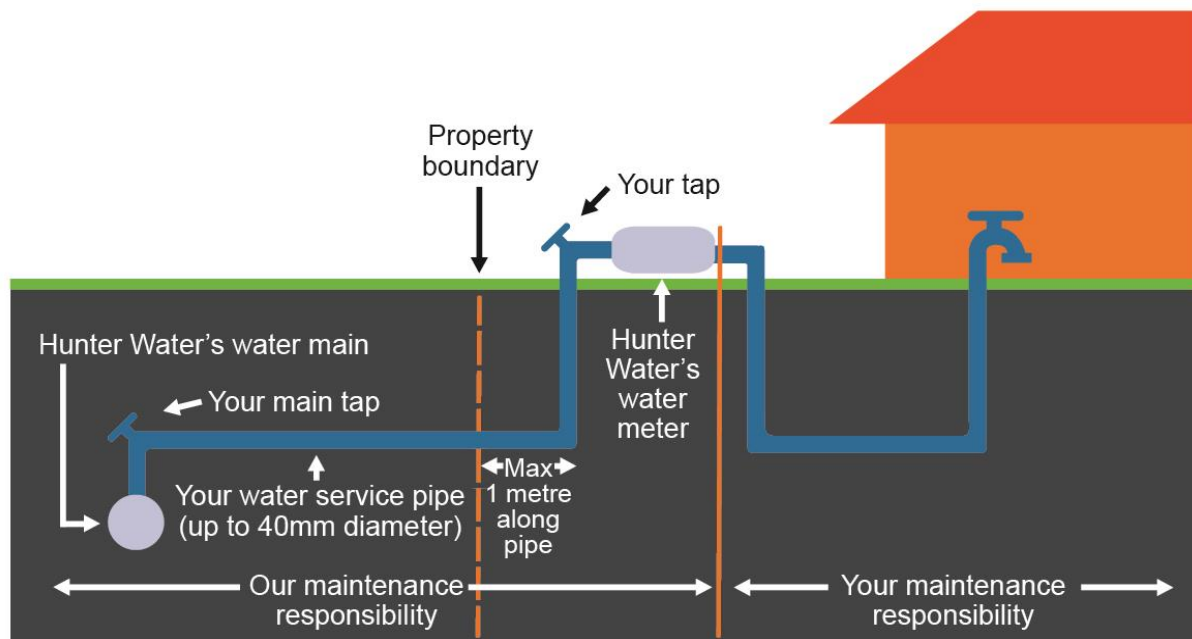 Property
boundary
Your tap
Hunter Water’s water main
Your main tap
Hunter
Water’s
water
meter
Your water service pipe
(up to 40mm diameter)
Max
1 metre
along
pipe
Our maintenance
responsibility
Your maintenance
responsibility